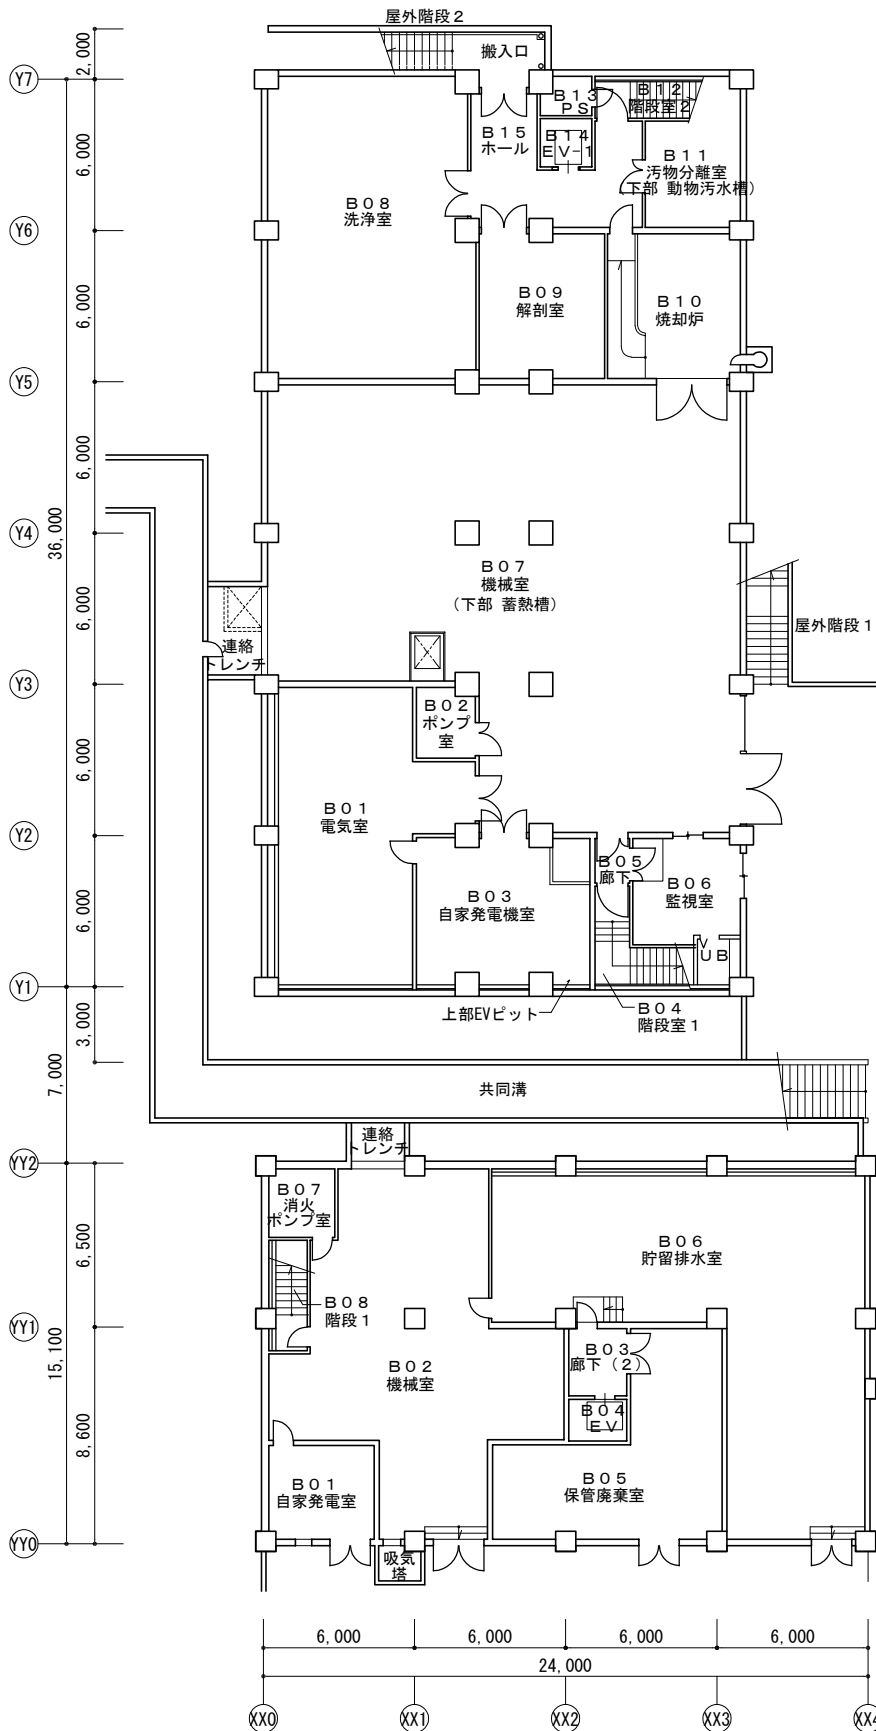 屋外階段2
搬入口
2,000
Y7
B13
PS
B12
階段室2
B15
ホール
B14
EV-1
B11
汚物分離室
(下部 動物汚水槽)
6,000
B08
洗浄室
Y6
B09
解剖室
B10
焼却炉
6,000
Y5
6,000
36,000
Y4
B07
機械室
(下部 蓄熱槽)
6,000
屋外階段1
連絡
トレンチ
Y3
B02
ポンプ
室
6,000
B01
電気室
Y2
B05
廊下
B03
自家発電機室
B06
監視室
6,000
UB
Y1
上部EVピット
B04
階段室1
3,000
7,000
共同溝
連絡
トレンチ
YY2
B07
消火
ポンプ室
6,500
B06
貯留排水室
B08
階段1
YY1
15,100
B03
廊下(2)
B02
機械室
B04
EV
8,600
B01
自家発電室
B05
保管廃棄室
YY0
吸気
塔
6,000 6,000 6,000 6,000
24,000
XX0 XX1 XX2 XX3 XX4